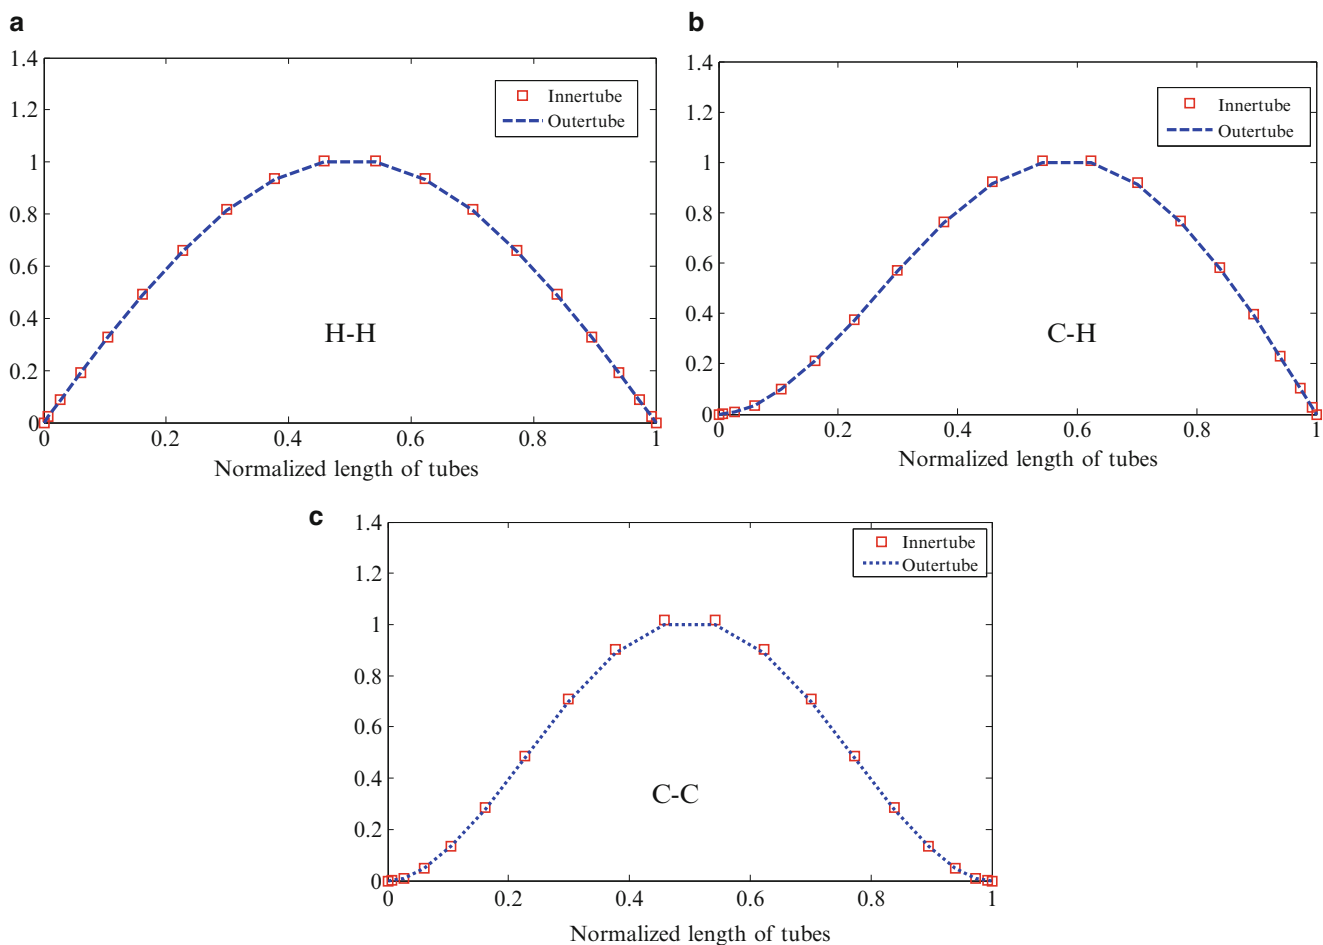 a
1.4
1.2
1
0.8
0.6
0.4
0.2
0
0 0.2 0.4 0.6 0.8 1
Innertube
Outertube
H-H
Normalized length of tubes
b
1.4
1.2
1
0.8
0.6
0.4
0.2
0
0 0.2 0.4 0.6 0.8 1
Innertube
Outertube
C-H
Normalized length of tubes
c
1.4
1.2
1
0.8
0.6
0.4
0.2
0
0 0.2 0.4 0.6 0.8 1
Innertube
Outertube
C-C
Normalized length of tubes